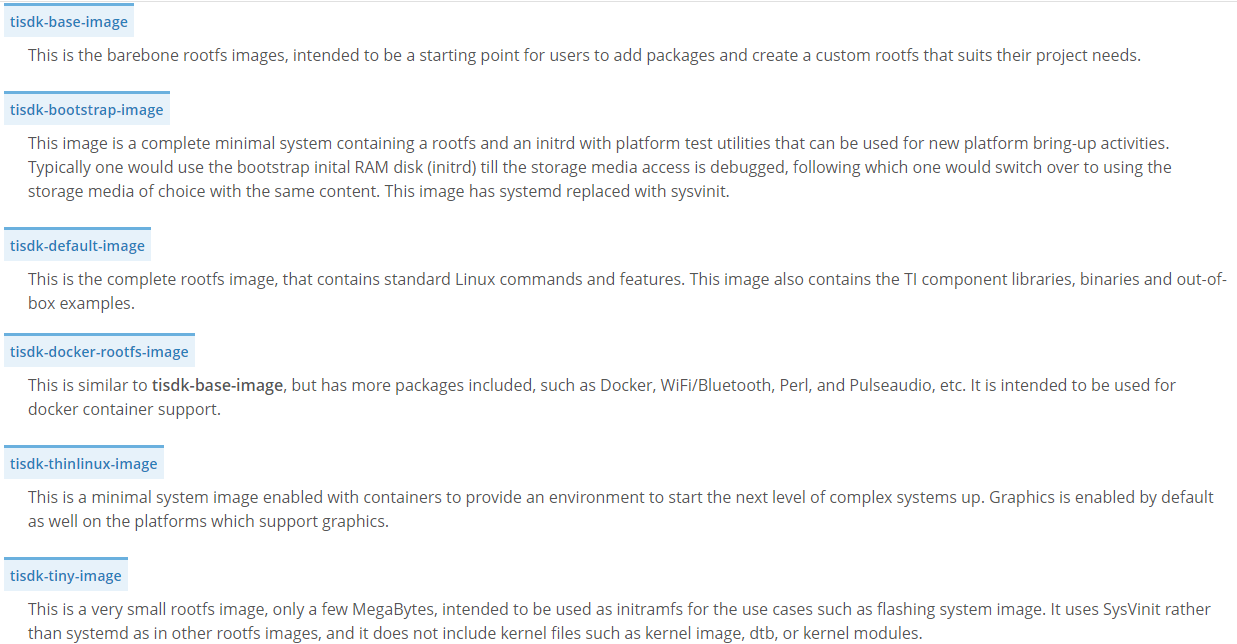 tisdk-base-image
This is the barebone rootfs images, intended to be a starting point for users to add packages and create a custom rootfs that suits their project needs.
tisdk-bootstrap-image
This image is a complete minimal system containing a rootfs and an initrd with platform test utilities that can be used for new platform bring-up activities.
Typically one would use the bootstrap inital RAM disk (initrd) till the storage media access is debugged, following which one would switch over to using the
storage media of choice with the same content. This image has systemd replaced with sysvinit.
tisdk-default-image
This is the complete rootfs image, that contains standard Linux commands and features. This image also contains the TI component libraries, binaries and out-of-
box examples.
tisdk-docker-rootfs-image
This is similar to tisdk-base-image, but has more packages included, such as Docker, WiFi/Bluetooth, Perl, and Pulseaudio, etc. It is intended to be used for
docker container support.
tisdk-thinlinux-image
This is a minimal system image enabled with containers to provide an environment to start the next level of complex systems up. Graphics is enabled by default
as well on the platforms which support graphics.
tisdk-tiny-image
This is a very small rootfs image, only a few MegaBytes, intended to be used as initramfs for the use cases such as flashing system image. It uses SysVinit rather
than systemd as in other rootfs images, and it does not include kernel files such as kernel image, dtb, or kernel modules.